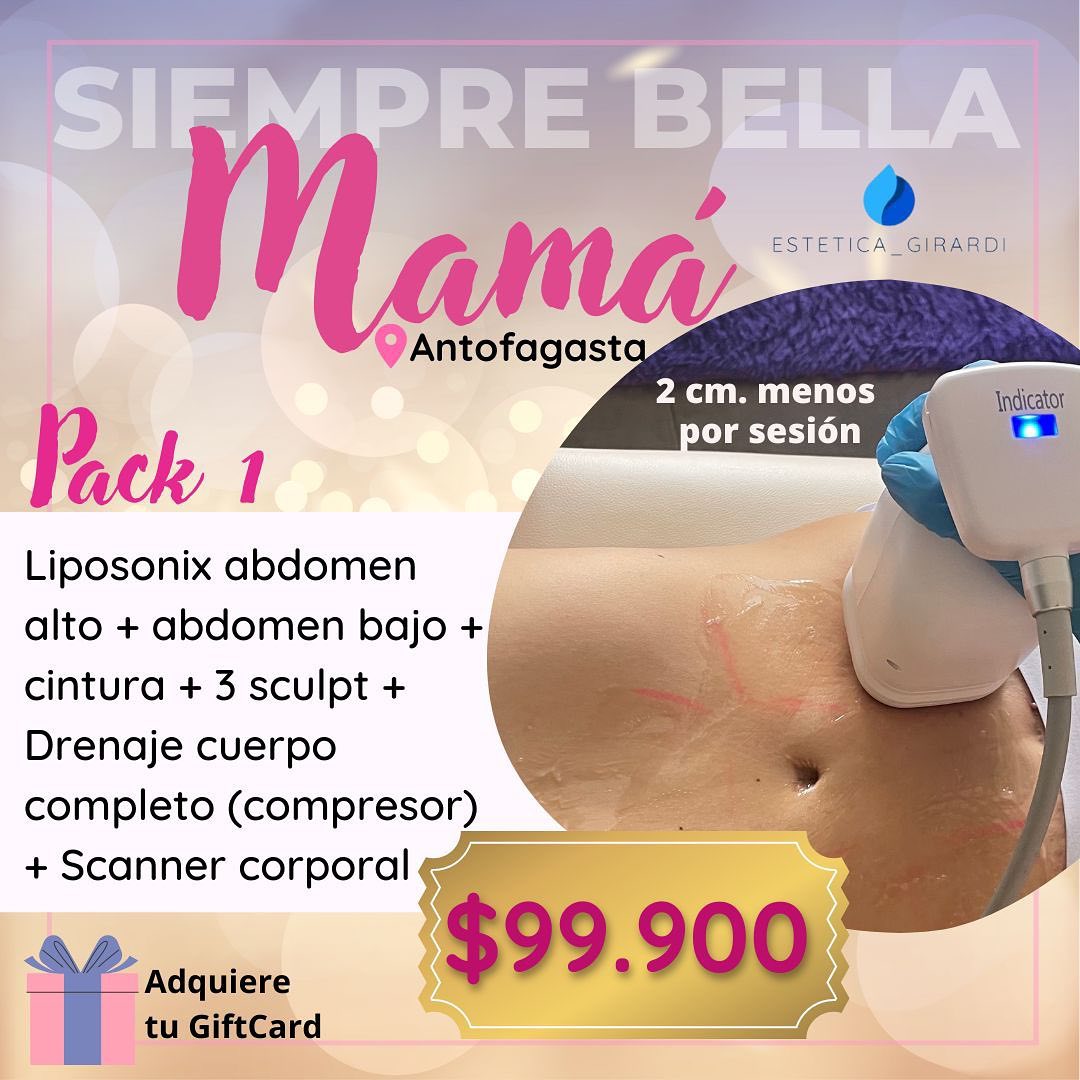 SIEMPRE BELLA
Mamá
ESTETICA_GIRARDI
Antofagasta
2 cm. menos
por sesión
Indicator
Pack 1
Liposonix abdomen
alto + abdomen bajo +
cintura + 3 sculpt +
Drenaje cuerpo
completo (compresor)
+ Scanner corporal
$99.900
Adquiere
tu GiftCard